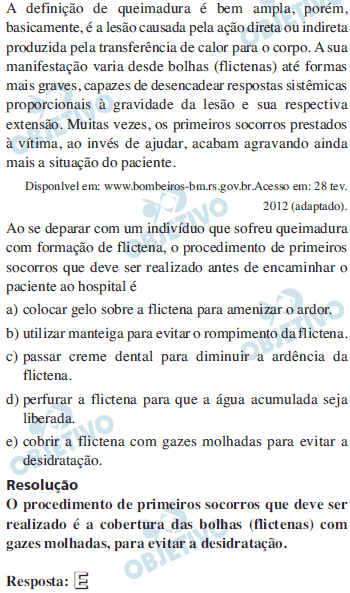 A definição de queimadura é bem ampla, porém,
basicamente, é a lesão causada pela ação direta ou indireta
produzida pela transferência de calor para o corpo. A sua
manifestação varia desde bolhas (flictenas) até formas
mais graves, capazes de desencadear respostas sistêmicas
proporcionais à gravidade da lesão e sua respectiva
extensão. Muitas vezes, os primeiros socorros prestados
à vítima, ao invés de ajudar, acabam agravando ainda
mais a situação do paciente.
Disponlvel em: www.bombeiros-bm.rs.gov.br.Acesso em: 28 tev.
2012 (adaptado).
Ao se deparar com um indivíduo que sofreu queimadura
com formação de flictena, o procedimento de primeiros
socorros que deve ser realizado antes de encaminhar o
paciente ao hospital é
a) colocar gelo sobre a flictena para amenizar o ardor.
b) utilizar manteiga para evitar o rompimento da flictena.
c) passar creme dental para diminuir a ardência da
flictena.
d) perfurar a flictena para que a água acumulada seja
liberada.
e) cobrir a flictena com gazes molhadas para evitar a
desidratação.
Resolução
O procedimento de primeiros socorros que deve ser
realizado é a cobertura das bolhas (flictenas) com
gazes molhadas, para evitar a desidratação.
Resposta: E
OBJETIVO
OBJETIVO
OBJETIVO
OBJETIVO
OBJETIVO
OBJETIVO